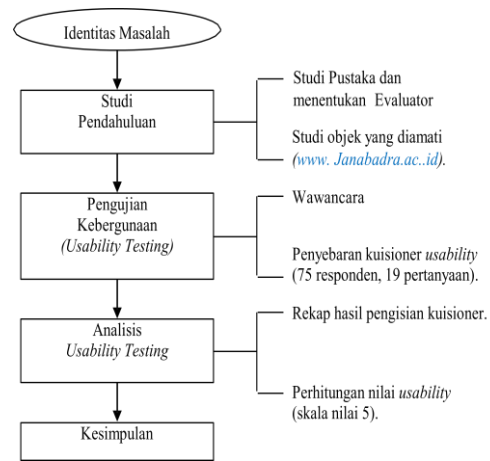 Identitas Masalah
Studi
Pendahuluan
Studi Pustaka dan
menentukan Evaluator
Studi objek yang diamati
(www. Janabadra.ac..id).
Pengujian
Kebergunaan
(Usability Testing)
Wawancara
Penyebaran kuisioner usability
(75 responden, 19 pertanyaan).
Analisis
Usability Testing
Rekap hasil pengisian kuisioner.
Perhitungan nilai usability
(skala nilai 5).
Kesimpulan